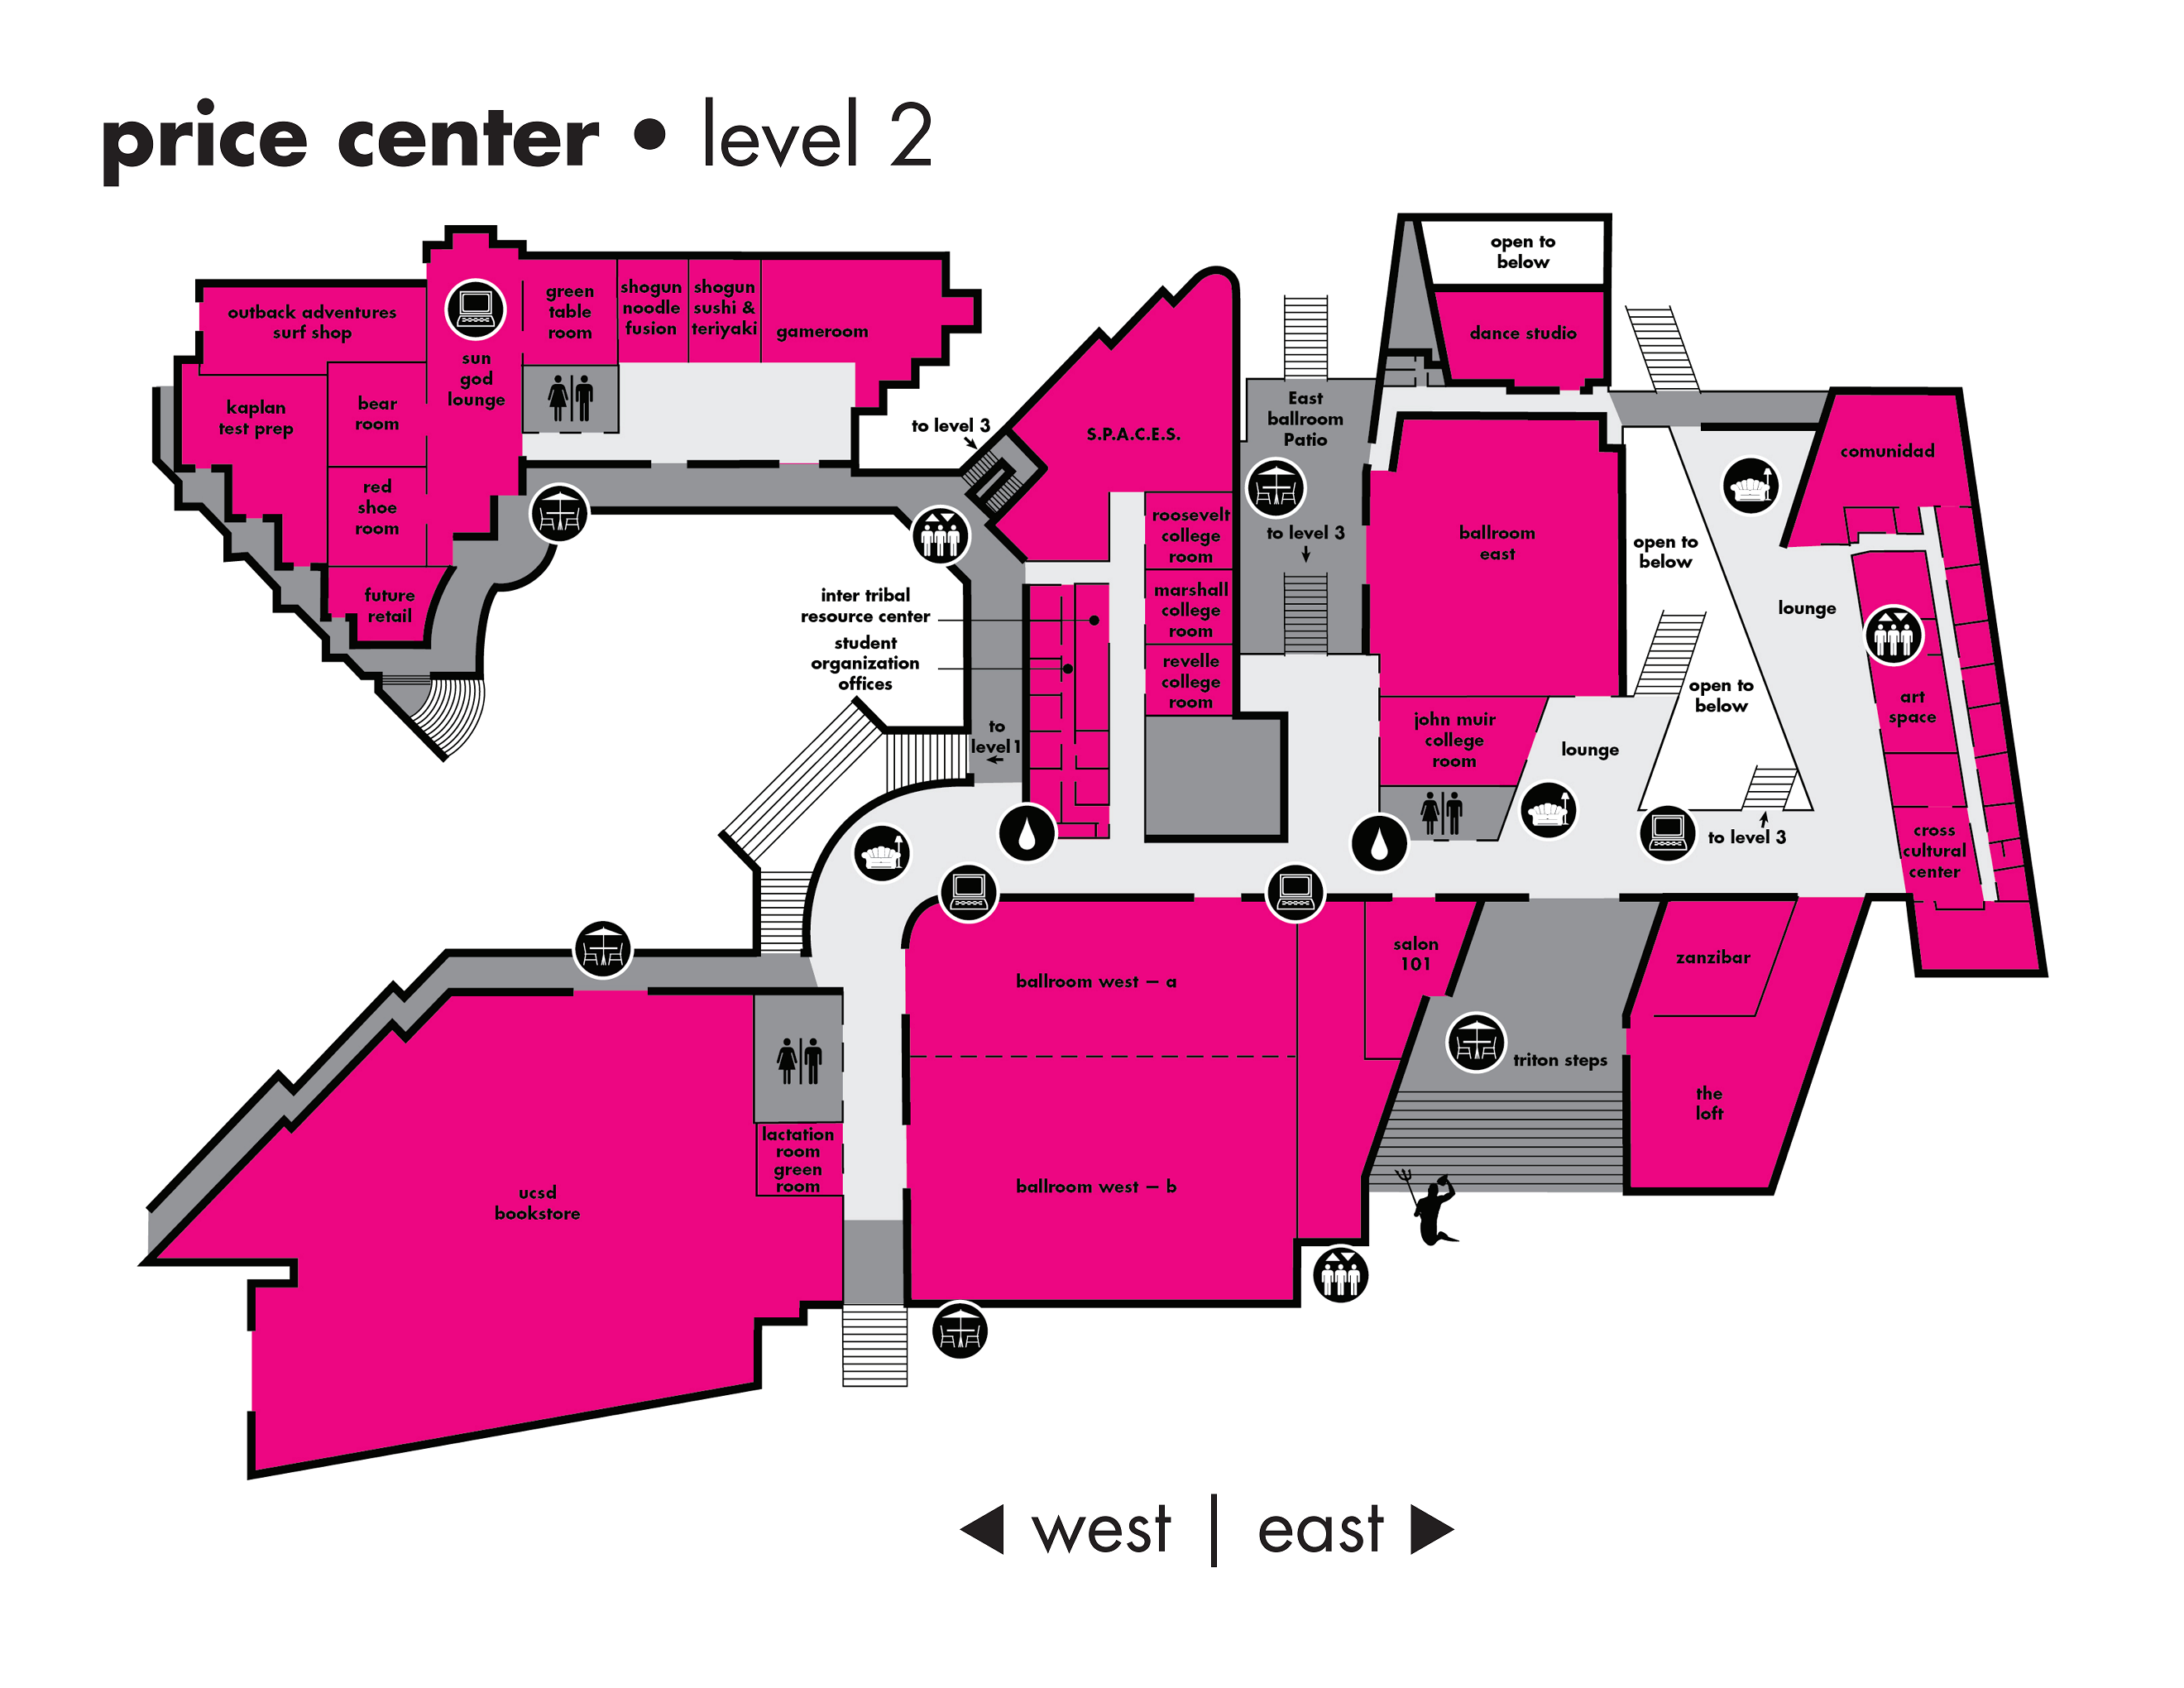 price center • level 2
outback adventures
surf shop
kaplan
test prep
bear
room
red
shoe
room
future
retail
sun
god
lounge
green
table
room
shogun
noodle
fusion
shogun
sushi &
teriyaki
gameroom
to level 3
S.P.A.C.E.S.
roosevelt
college
room
marshall
college
room
revelle
college
room
inter tribal
resource center
student
organization
offices
to
level 1
East
ballroom
Patio
to level 3
open to
below
dance studio
ballroom
east
john muir
college
room
open to
below
open to
below
lounge
lounge
to level 3
comunidad
art
space
cross
cultural
center
salon
101
triton steps
zanzibar
the
loft
ballroom west – a
ballroom west – b
lactation
room
green
room
ucsd
bookstore
west | east